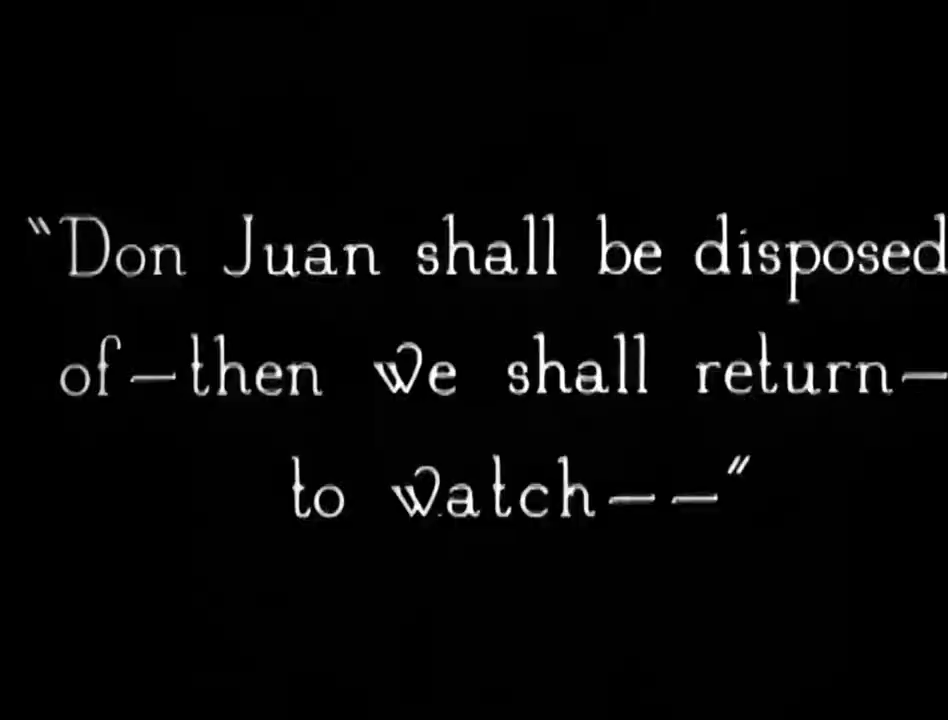 "Don Juan shall be disposed
of—then we shall return—
to watch——"